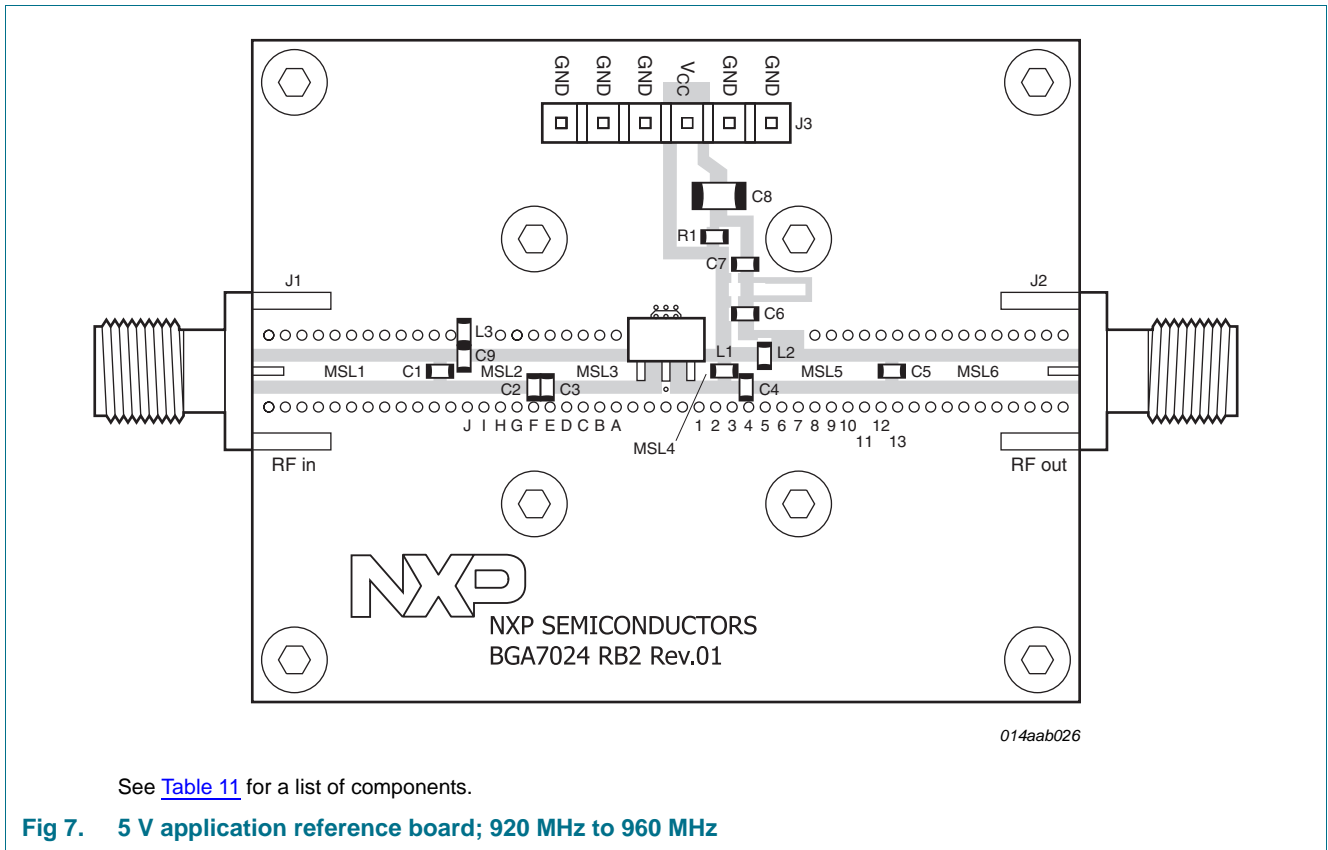 GND GND GND VCC GND GND
J3
C8
R1
C7
J1
J2
C6
L3
C9
L1
L2
MSL1 C1 MSL2 MSL3 MSL5 C5 MSL6
C2 C3 C4
J I H G F E D C B A 1 2 3 4 5 6 7 8 9 10 12
11 13
MSL4
RF in
RF out
NXP
NXP SEMICONDUCTORS
BGA7024 RB2 Rev.01
014aab026
See Table 11 for a list of components.
Fig 7. 5 V application reference board; 920 MHz to 960 MHz